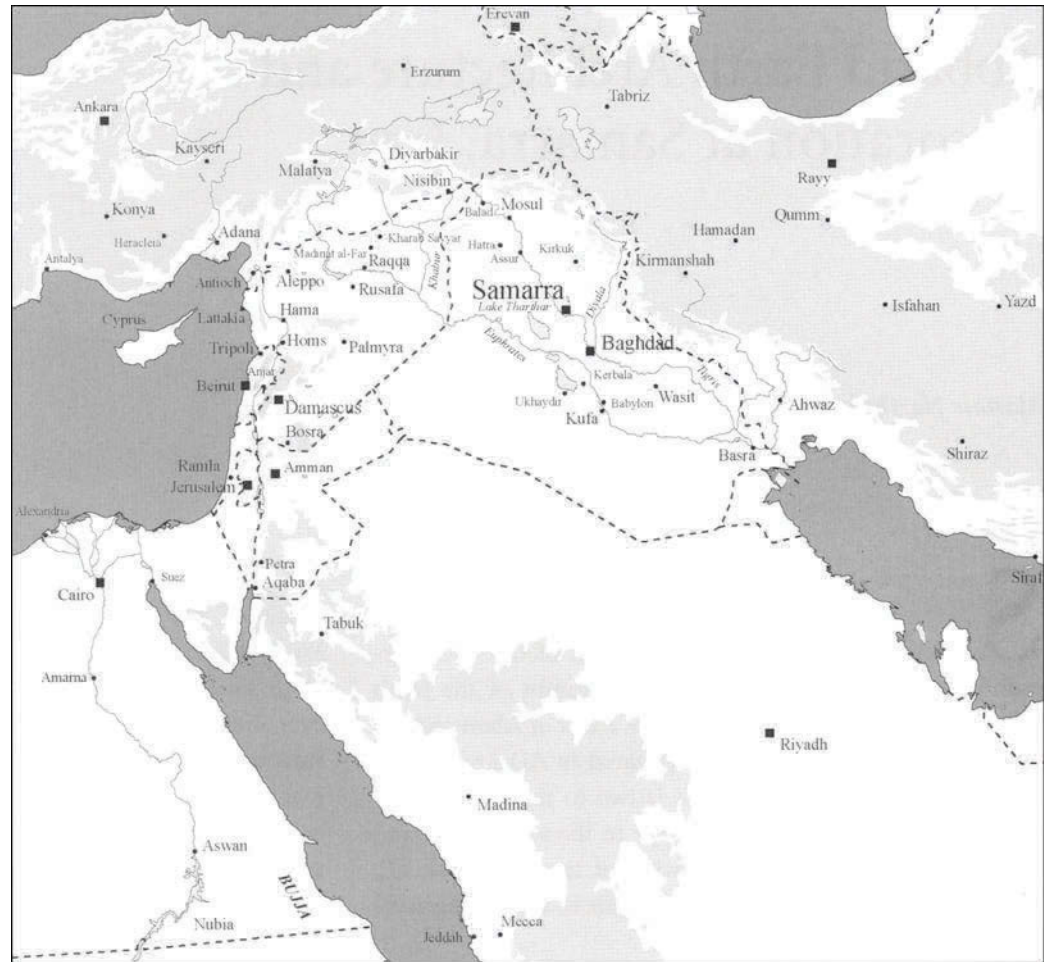 Erevan
Erzurum
Tabriz
Ankara
Kayseri
Malatya
Diyarbakir
Nisibin
Rayy
Konya
Heracleia
Adana
Antalya
Balad
Mosul
Qumm
Hamadan
Kharab Sayyar
Madinat al-Far
Hatra
Assur
Kirkuk
Kirmanshah
Antioch
Aleppo
Raqqa
Khabur
Rusafa
Samarra
Lake Tharthar
Diyala
Isfahan
Yazd
Cyprus
Lattakia
Hama
Homs
Tripoli
Palmyra
Euphrates
Baghdad
Tigris
Beirut
Anjar
Damascus
Kerbala
Ukhaydir
Babylon
Wasit
Kufa
Ahwaz
Bosra
Basra
Shiraz
Ramla
Jerusalem
Amman
Alexandria
Petra
Aqaba
Cairo
Suez
Siraf
Tabuk
Amarna
Riyadh
Madina
Aswan
BUJJA
Nubia
Jeddah
Mecca